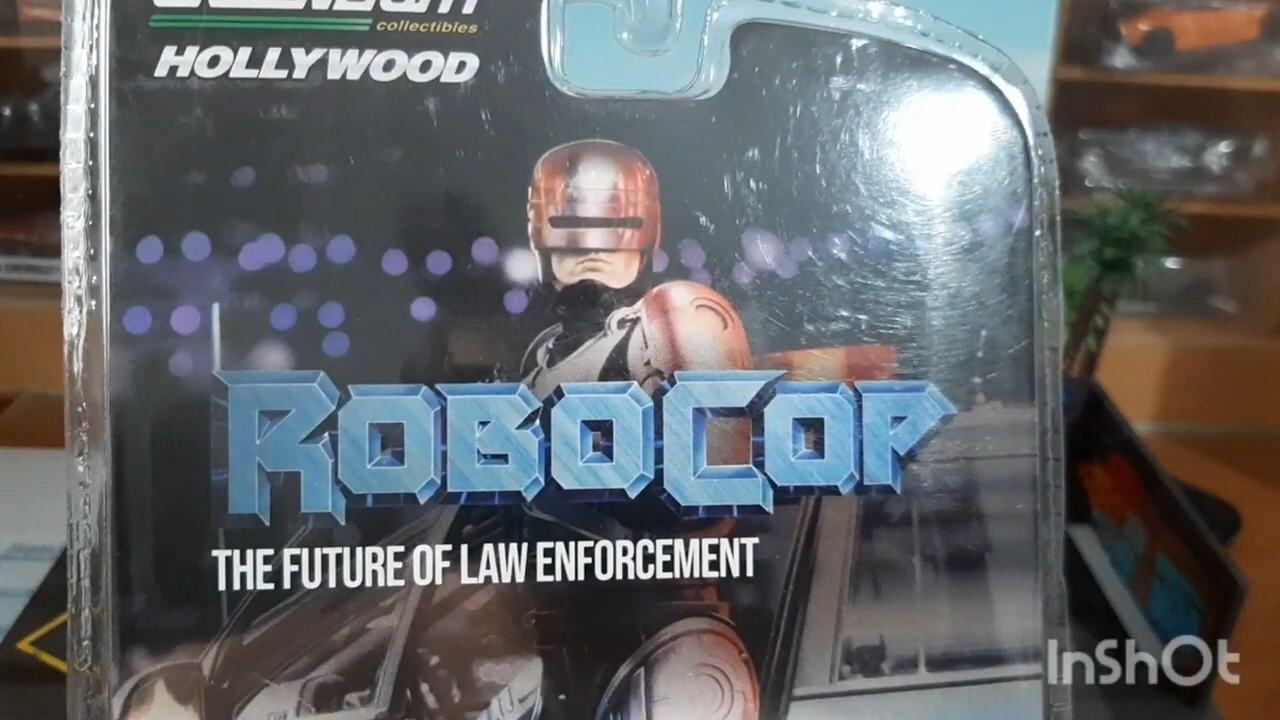 collectibles
HOLLYWOOD
ROBOCOP
THE FUTURE OF LAW ENFORCEMENT
InShOt